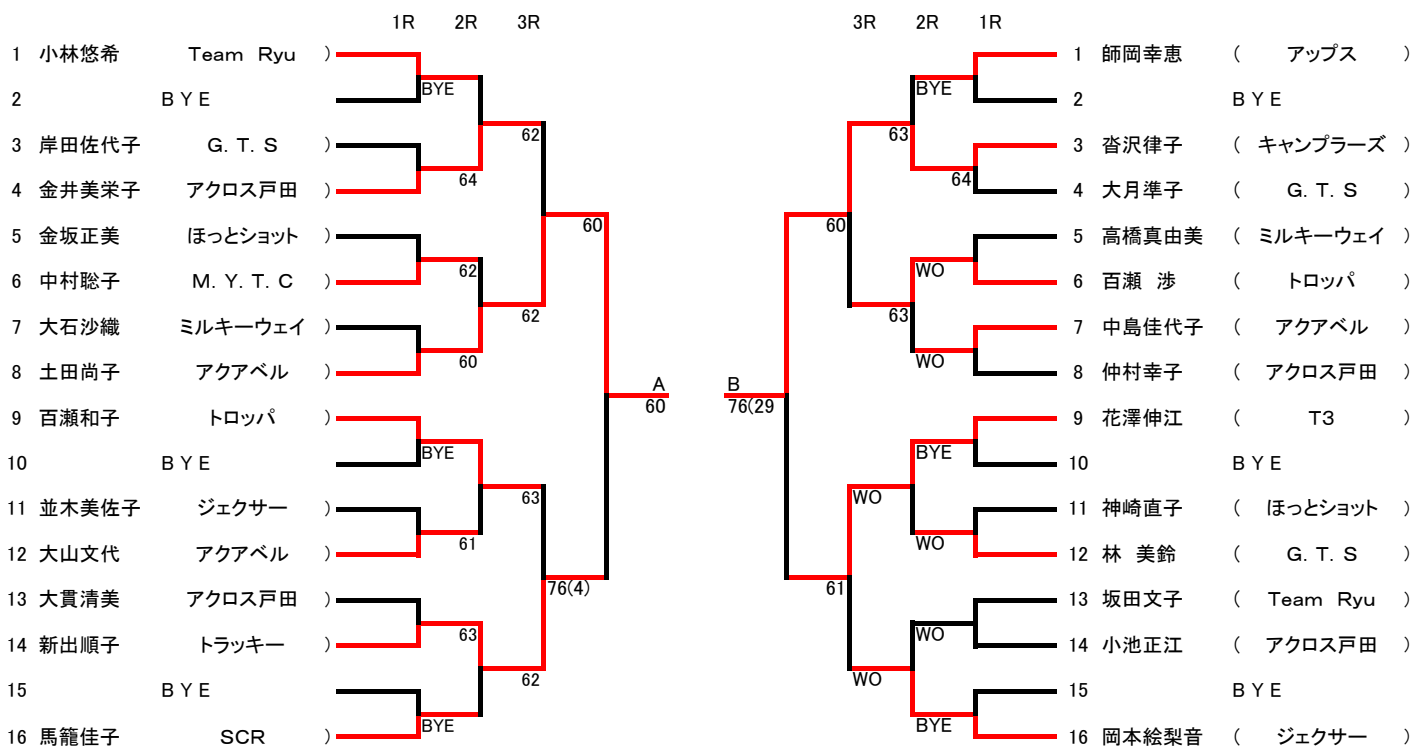 1R 2R 3R 3R 2R 1R
1 小林悠希 Team Ryu ) 1 師岡幸恵 ( アップス )
BYE BYE
2 BYE 2 BYE
62 63
3 岸田佐代子 G.T.S ) 3 沓沢律子 ( キャンプラーズ )
64 64
4 金井美栄子 アクロス戸田 ) 4 大月準子 ( G.T.S )
60 60
5 金坂正美 ほっとショット ) 5 高橋真由美 ( ミルキーウェイ )
62 WO
6 中村聡子 M.Y.T.C ) 6 百瀬 渉 ( トロッパ )
62 63
7 大石沙織 ミルキーウェイ ) 7 中島佳代子 ( アクアベル )
60 WO
8 土田尚子 アクアベル ) 8 仲村幸子 ( アクロス戸田 )
A B
60 76(29
9 百瀬和子 トロッパ ) 9 花澤伸江 ( T3 )
BYE BYE
10 BYE 10 BYE
63 WO
11 並木美佐子 ジェクサー ) 11 神崎直子 ( ほっとショット )
61 WO
12 大山文代 アクアベル ) 12 林 美鈴 ( G.T.S )
76(4) 61
13 大貫清美 アクロス戸田 ) 13 坂田文子 ( Team Ryu )
63 WO
14 新出順子 トラッキー ) 14 小池正江 ( アクロス戸田 )
62 WO
15 BYE 15 BYE
BYE BYE
16 馬籠佳子 SCR ) 16 岡本絵梨音 ( ジェクサー )